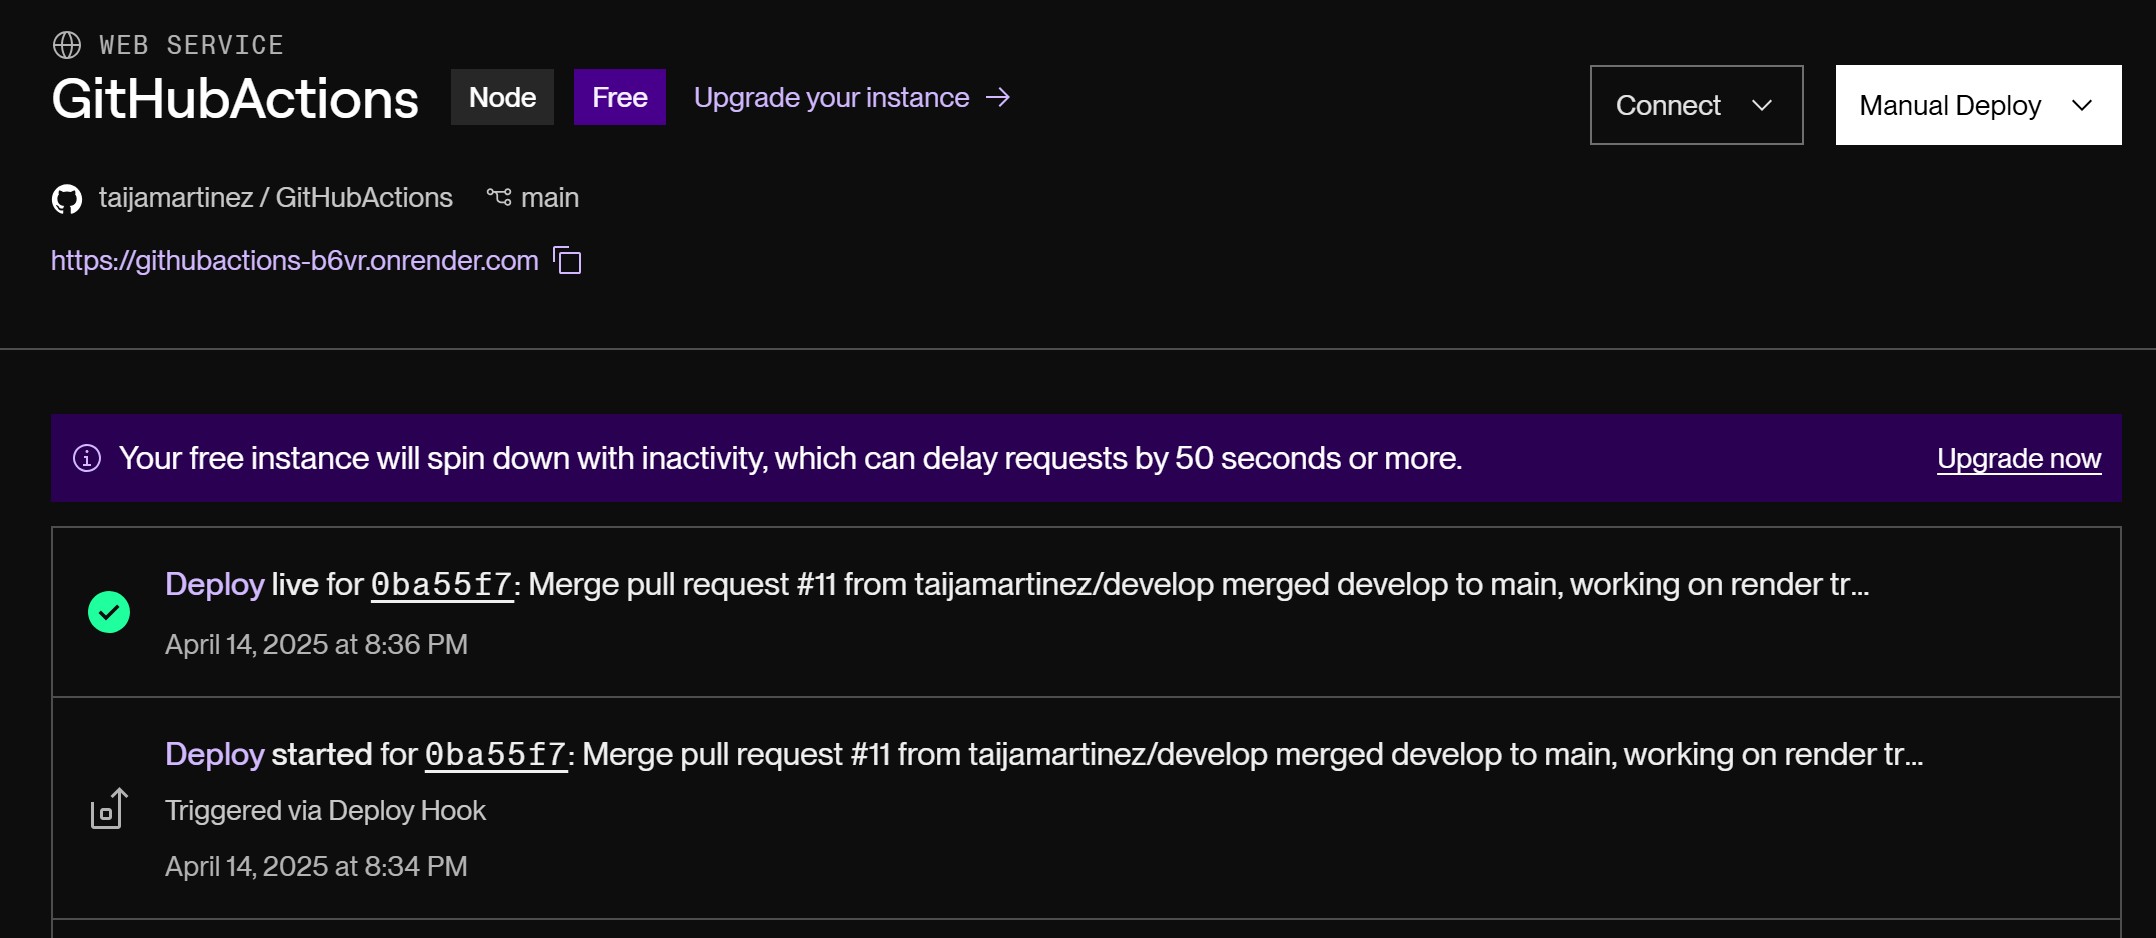 WEB SERVICE
GitHubActions Node Free Upgrade your instance → Connect Manual Deploy
taijamartinez / GitHubActions main
https://githubactions-b6vr.onrender.com
Your free instance will spin down with inactivity, which can delay requests by 50 seconds or more. Upgrade now
Deploy live for 0ba55f7: Merge pull request #11 from taijamartinez/develop merged develop to main, working on render tr...
April 14, 2025 at 8:36 PM
Deploy started for 0ba55f7: Merge pull request #11 from taijamartinez/develop merged develop to main, working on render tr...
Triggered via Deploy Hook
April 14, 2025 at 8:34 PM